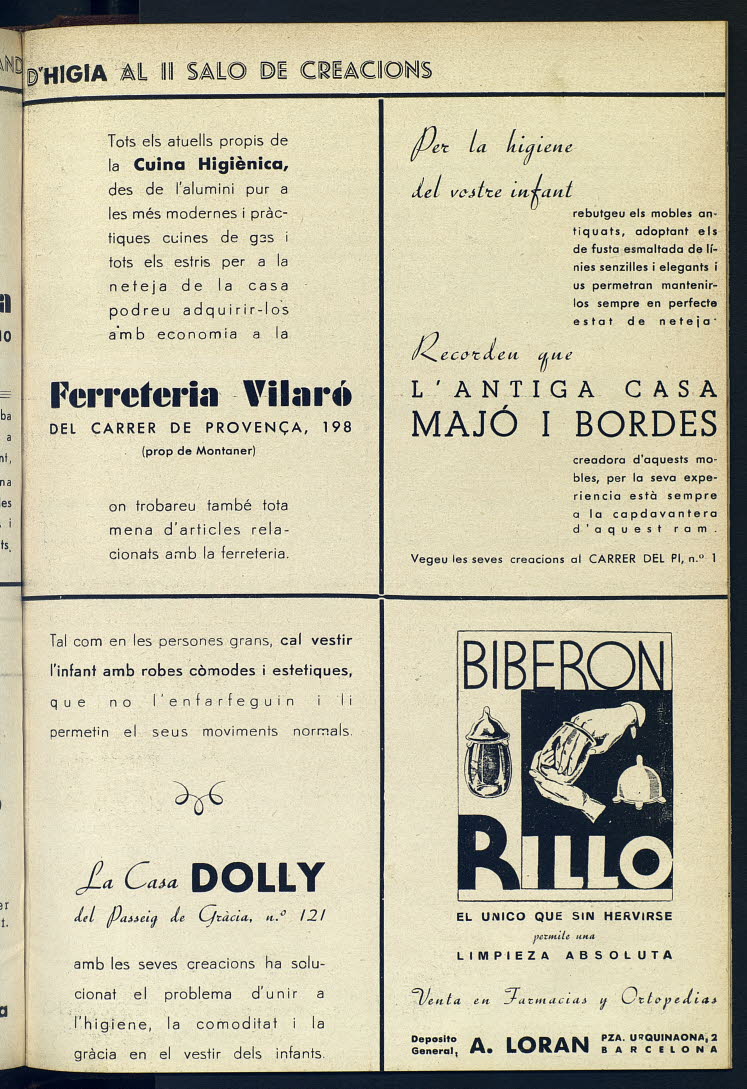 D'HIGIA AL II SALO DE CREACIONS
Tots els atuells propis de
la Cuina Higiènica,
des de l'alumini pur a
les més modernes i pràc-
tiques cuines de gas i
tots els estris per a la
neteja de la casa
podreu adquirir-los
amb economia a la
Ferreteria Vilaró
DEL CARRER DE PROVENÇA, 198
(prop de Montaner)
on trobareu també tota
mena d'articles rela-
cionats amb la ferreteria.
Per la higiene
del vostre infant
rebutgeu els mobles an-
tiquats, adoptant els
de fusta esmaltada de lí-
nies senzilles i elegants i
us permetran mantenir-
los sempre en perfecte
estat de neteja.
Recordeu que
L'ANTIGA CASA
MAJÓ I BORDES
creadora d'aquests mo-
bles, per la seva expe-
riencia està sempre
a la capdavantera
d'aquest ram.
Vegeu les seves creacions al CARRER DEL PI, n.º 1
Tal com en les persones grans, cal vestir
l'infant amb robes còmodes i estetiques,
que no l'enfarfeguin i li
permetin el seus moviments normals.
La Casa DOLLY
del Passeig de Gràcia, n.º 121
amb les seves creacions ha solu-
cionat el problema d'unir a
l'higiene, la comoditat i la
gràcia en el vestir dels infants.
BIBERON
RILLO
EL UNICO QUE SIN HERVIRSE
permite una
LIMPIEZA ABSOLUTA
Venta en Farmacias y Ortopedias
Deposito General, A. LORAN PZA. URQUINAONA, 2
BARCELONA